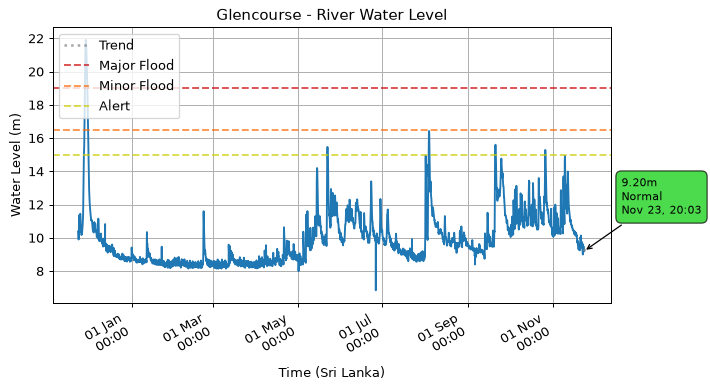 Glencourse - River Water Level
Trend
Major Flood
Minor Flood
Alert
22
20
18
16
14
12
10
8
Water Level (m)
9.20m
Normal
Nov 23, 20:03
01 Jan
00:00
01 Mar
00:00
01 May
00:00
01 Jul
00:00
01 Sep
00:00
01 Nov
00:00
Time (Sri Lanka)